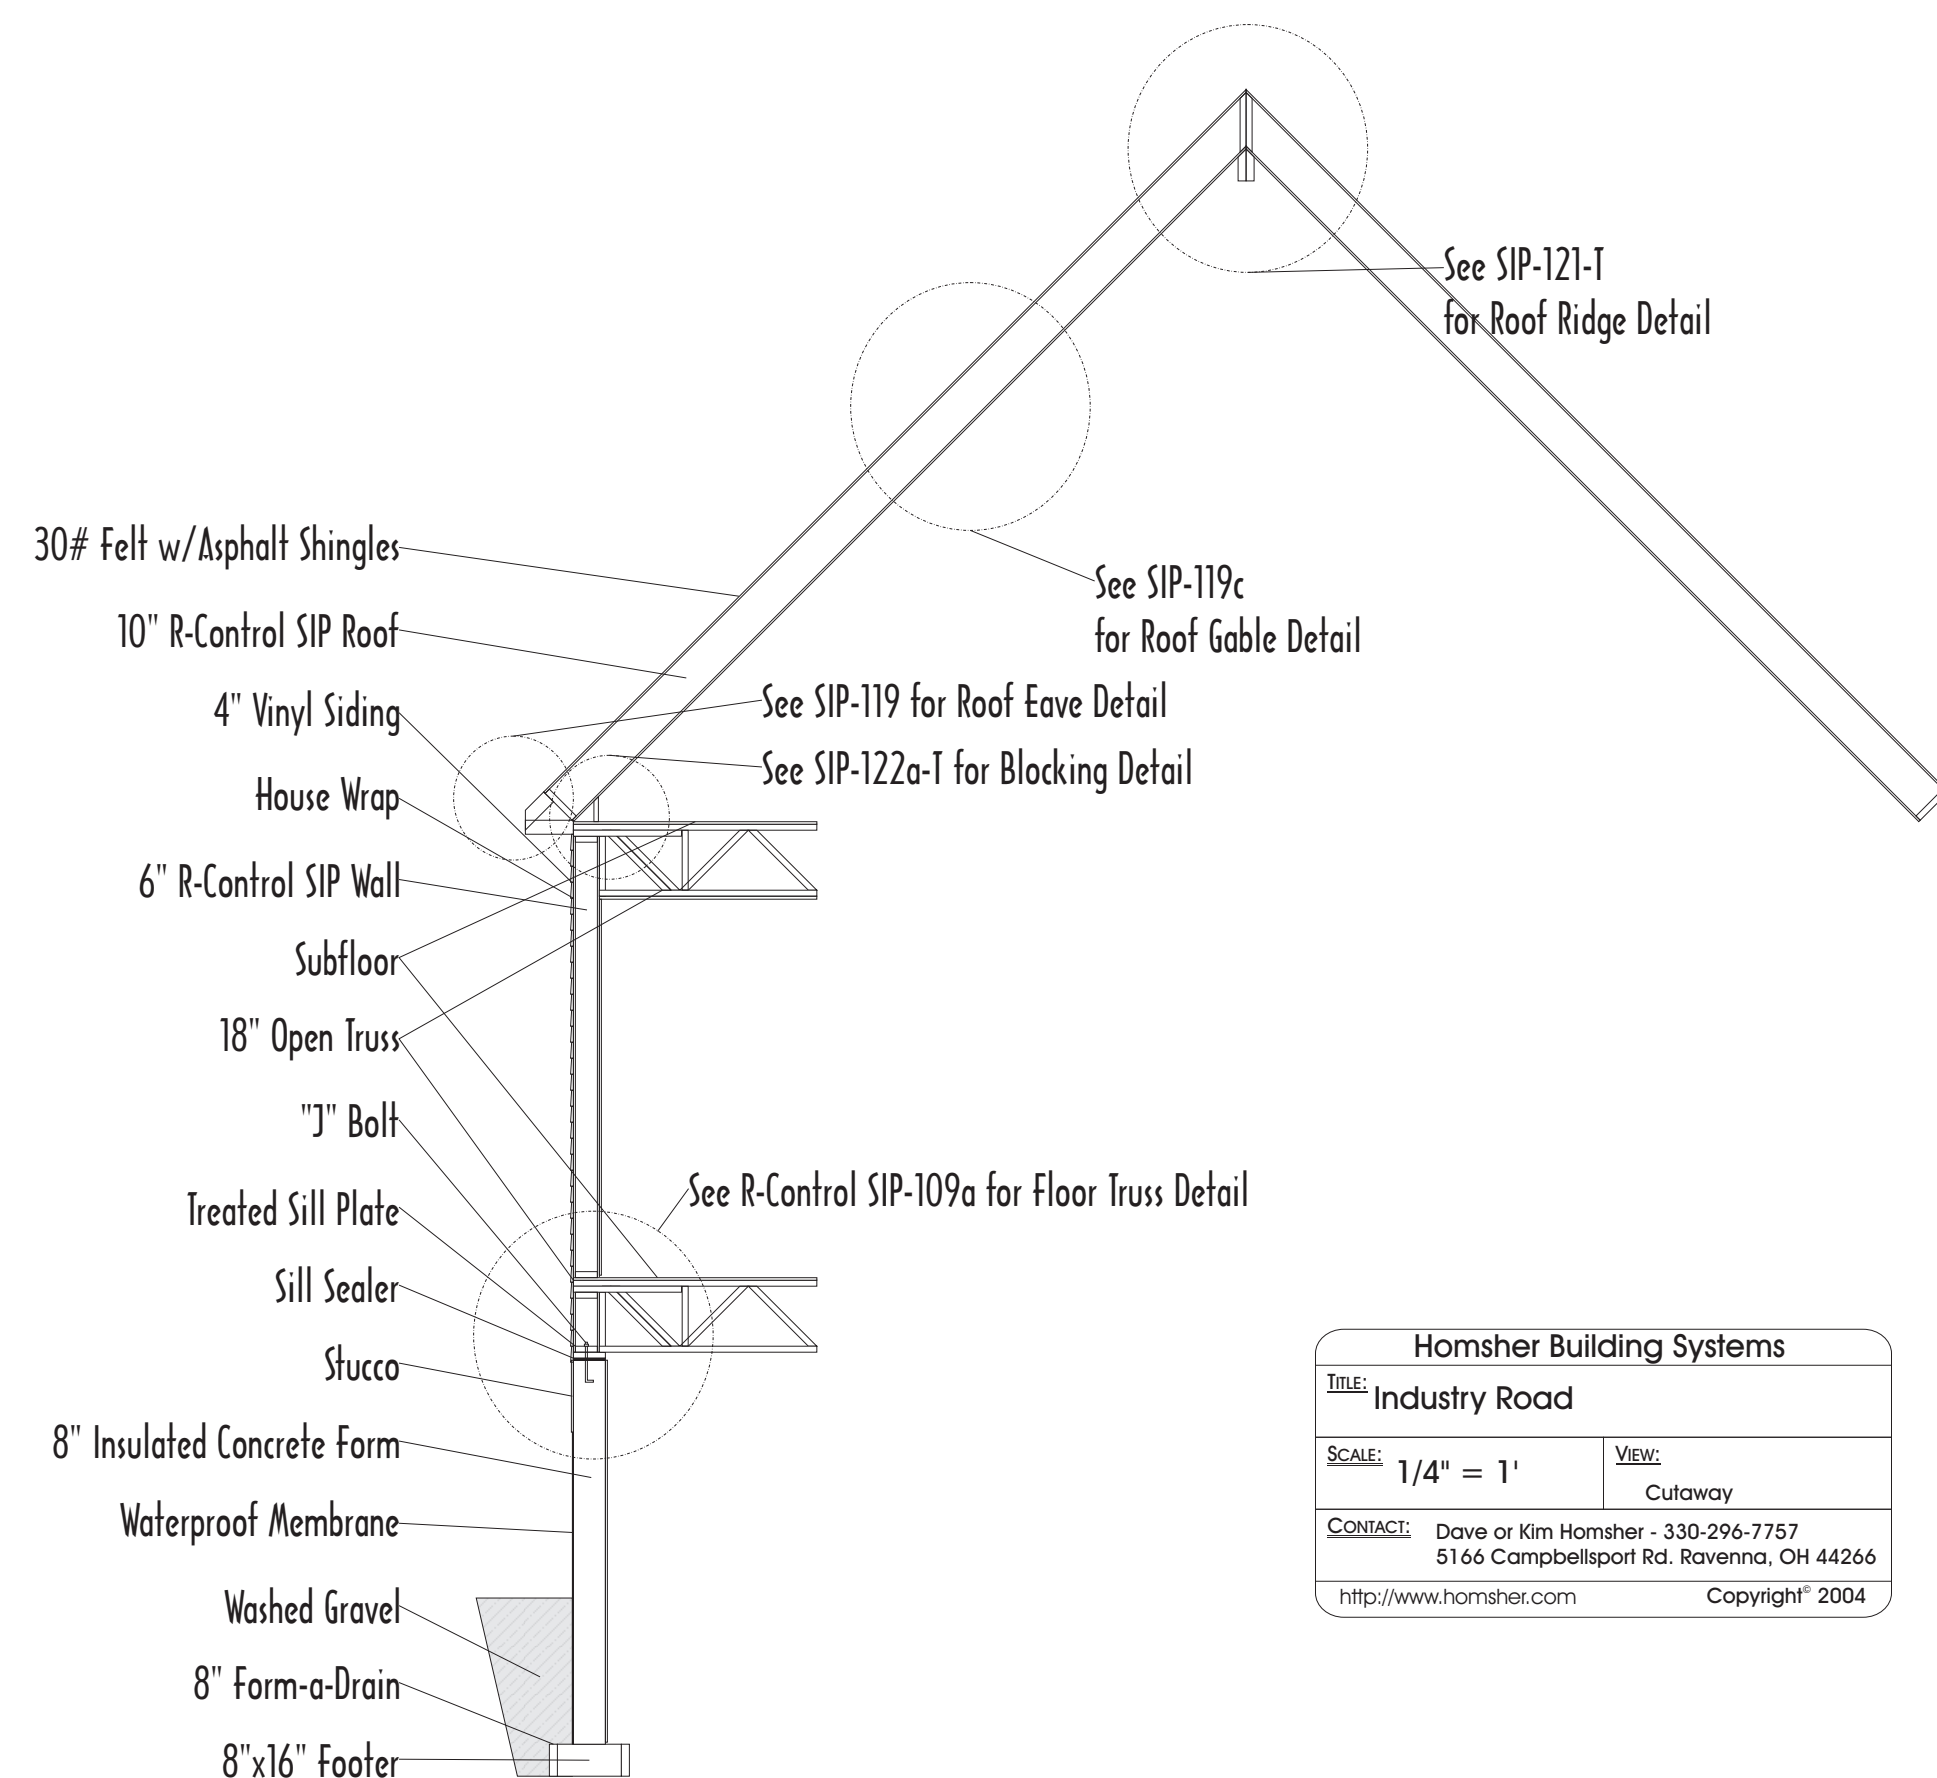 See SIP-121-T
for Roof Ridge Detail
30# Felt w/Asphalt Shingles
See SIP-119c
for Roof Gable Detail
10" R-Control SIP Roof
4" Vinyl Siding
See SIP-119 for Roof Eave Detail
See SIP-122a-T for Blocking Detail
House Wrap
6" R-Control SIP Wall
Subfloor
18" Open Truss
"J" Bolt
See R-Control SIP-109a for Floor Truss Detail
Treated Sill Plate
Sill Sealer
Stucco
8" Insulated Concrete Form
Waterproof Membrane
Washed Gravel
8" Form-a-Drain
8"x16" Footer
Homsher Building Systems
TITLE: Industry Road
SCALE: 1/4" = 1'
VIEW:
Cutaway
CONTACT: Dave or Kim Homsher - 330-296-7757
5166 Campbellsport Rd. Ravenna, OH 44266
http://www.homsher.com Copyright© 2004